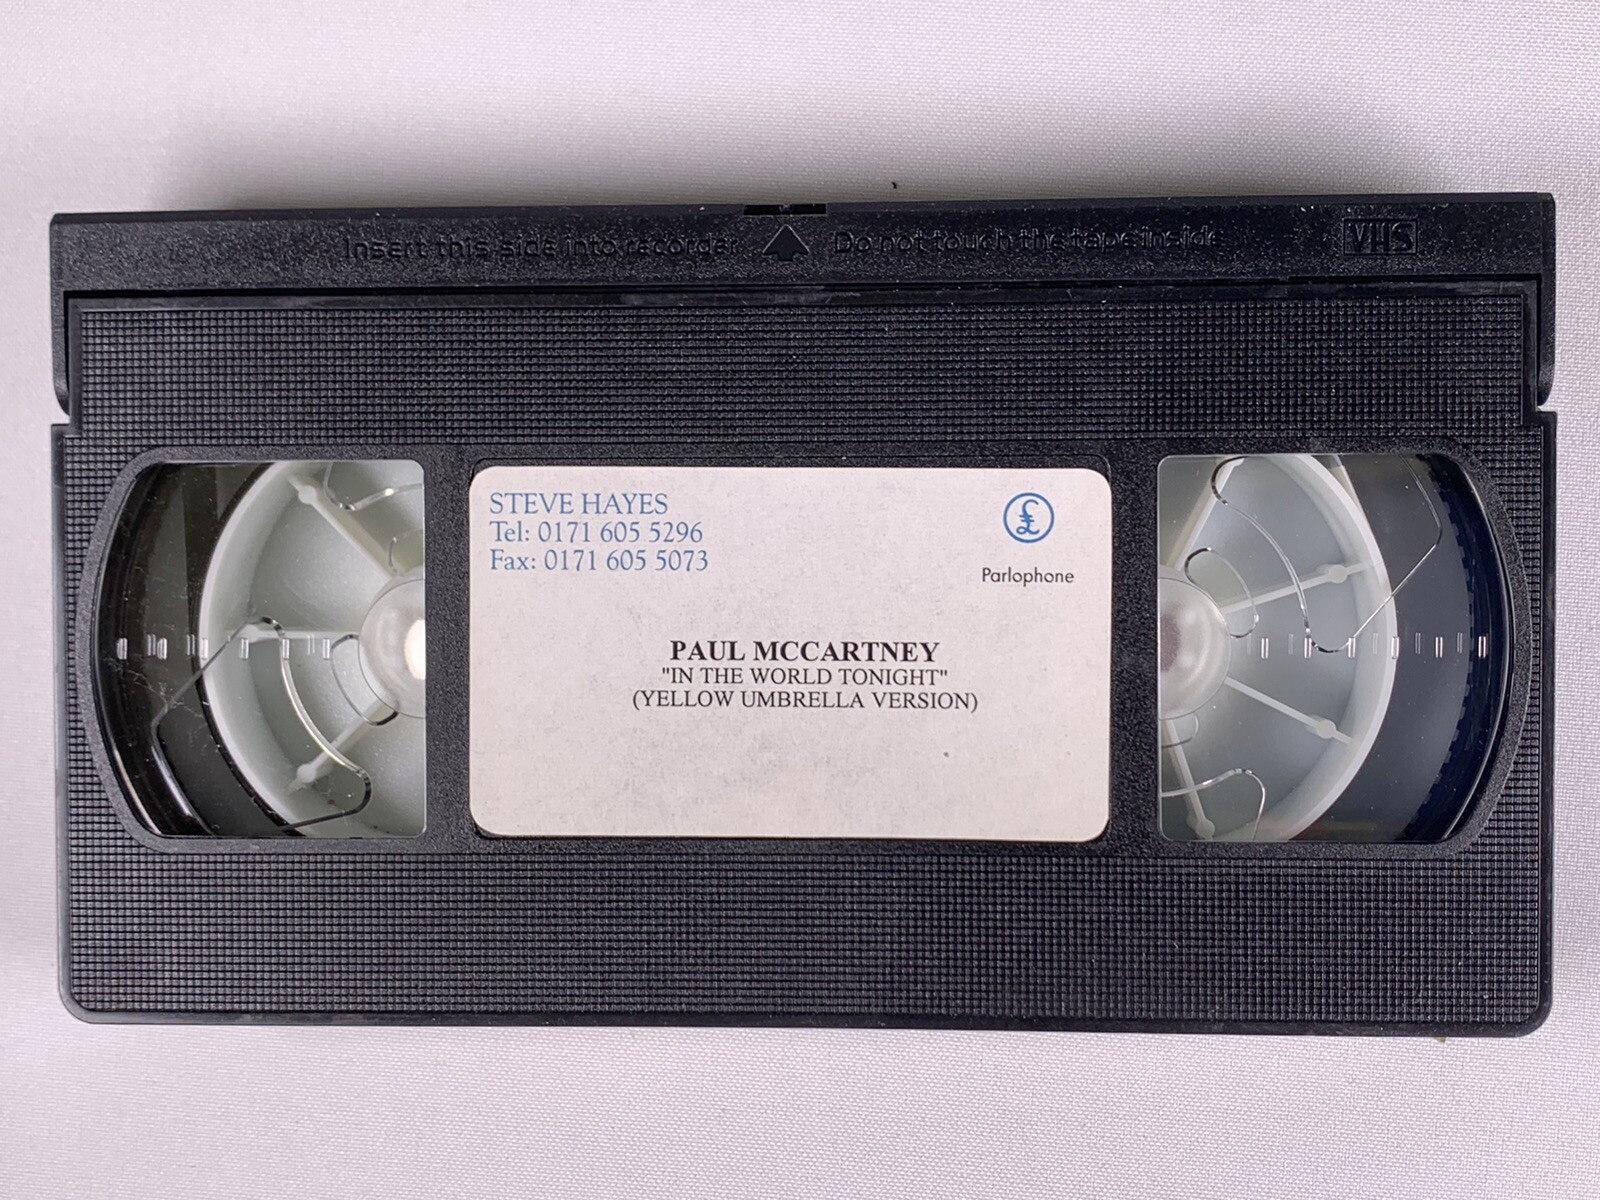 Insert this side into recorder Do not touch the tape inside VHS
STEVE HAYES
Tel: 0171 605 5296
Fax: 0171 605 5073
£
Parlophone
PAUL MCCARTNEY
"IN THE WORLD TONIGHT"
(YELLOW UMBRELLA VERSION)